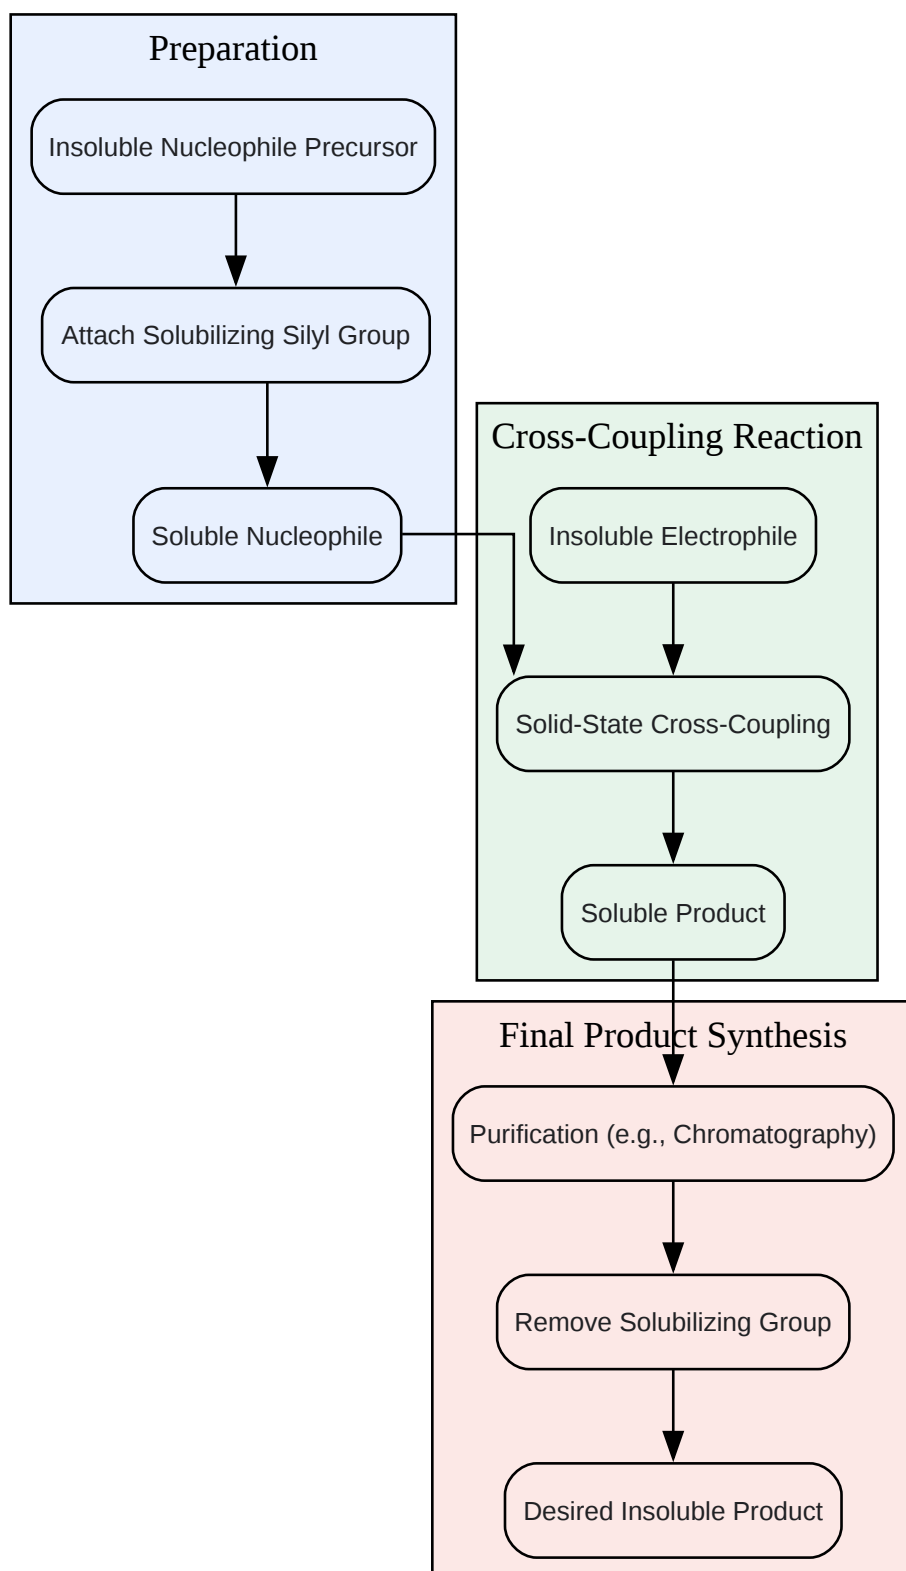 Preparation
Insoluble Nucleophile Precursor
Attach Solubilizing Silyl Group
Soluble Nucleophile
Cross-Coupling Reaction
Insoluble Electrophile
Solid-State Cross-Coupling
Soluble Product
Final Product Synthesis
Purification (e.g., Chromatography)
Remove Solubilizing Group
Desired Insoluble Product